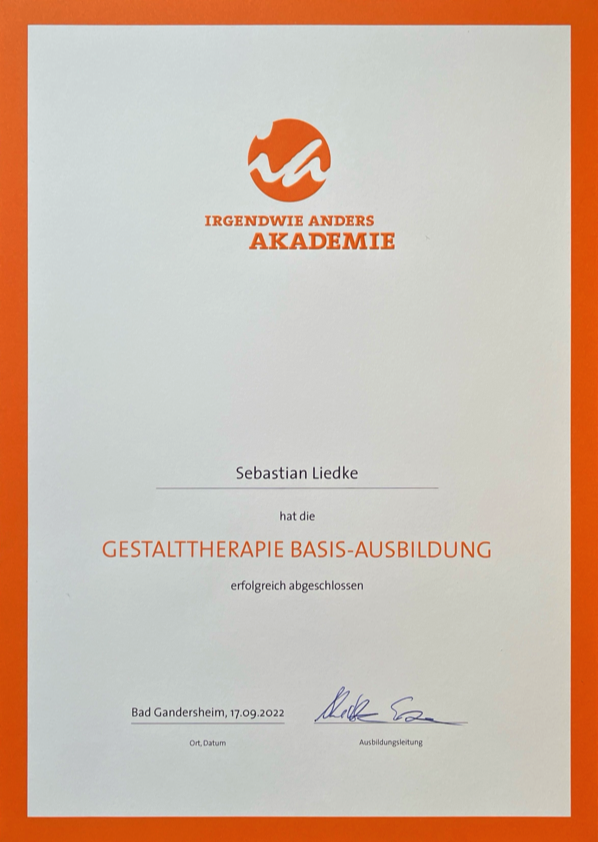 ia
IRGENDWIE ANDERS
AKADEMIE
Sebastian Liedke
hat die
GESTALTTHERAPIE BASIS-AUSBILDUNG
erfolgreich abgeschlossen
Bad Gandersheim, 17.09.2022
Ort, Datum
Ausbildungsleitung